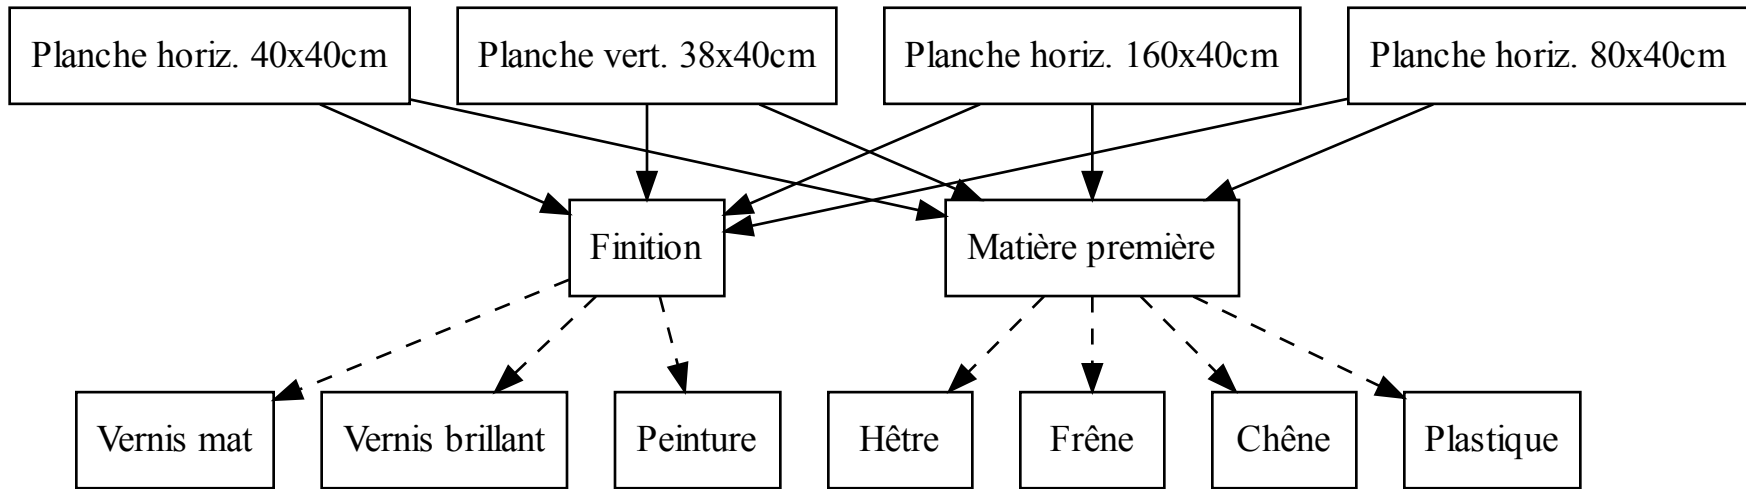 Planche horiz. 40x40cm
Planche vert. 38x40cm
Planche horiz. 160x40cm
Planche horiz. 80x40cm
Finition
Matière première
Vernis mat
Vernis brillant
Peinture
Hêtre
Frêne
Chêne
Plastique